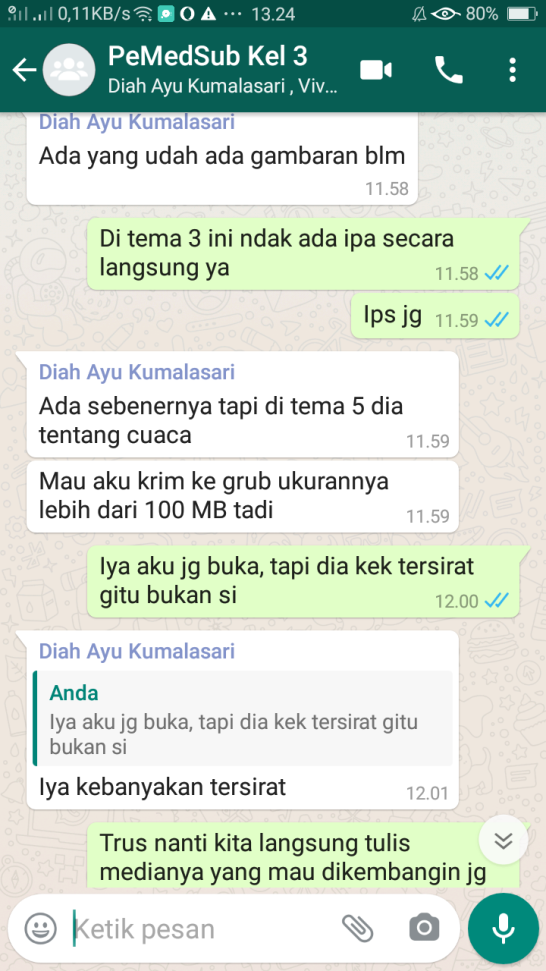 0,11KB/s
13.24
80%
PeMedSub Kel 3
Diah Ayu Kumalasari , Viv...
Diah Ayu Kumalasari
Ada yang udah ada gambaran blm
11.58
Di tema 3 ini ndak ada ipa secara
langsung ya
11.58
Ips jg
11.59
Diah Ayu Kumalasari
Ada sebenernya tapi di tema 5 dia
tentang cuaca
11.59
Mau aku krim ke grub ukurannya
lebih dari 100 MB tadi
11.59
Iya aku jg buka, tapi dia kek tersirat
gitu bukan si
12.00
Diah Ayu Kumalasari
Anda
Iya aku jg buka, tapi dia kek tersirat gitu
bukan si
Iya kebanyakan tersirat
12.01
Trus nanti kita langsung tulis
medianya yang mau dikembangin jg
Ketik pesan